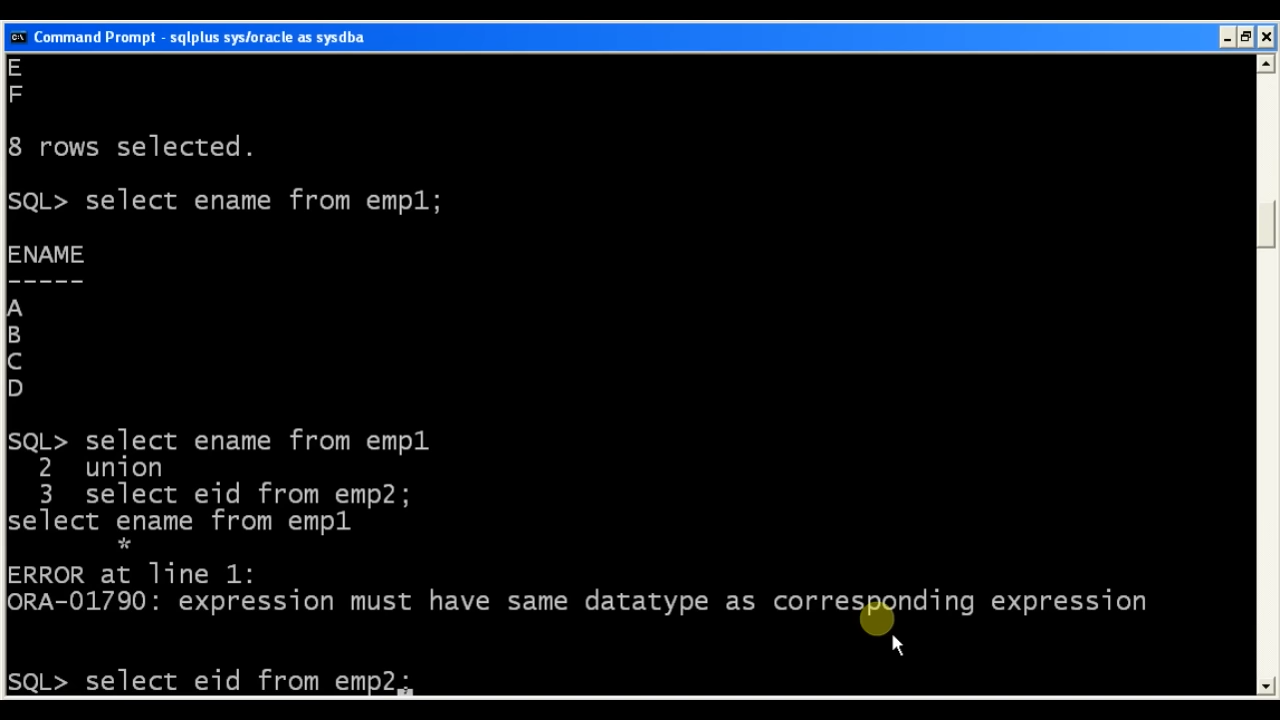 Command Prompt - sqlplus sys/oracle as sysdba
E
F
8 rows selected.
SQL> select ename from emp1;
ENAME
-----
A
B
C
D
SQL> select ename from emp1
2 union
3 select eid from emp2;
select ename from emp1
*
ERROR at line 1:
ORA-01790: expression must have same datatype as corresponding expression
SQL> select eid from emp2;